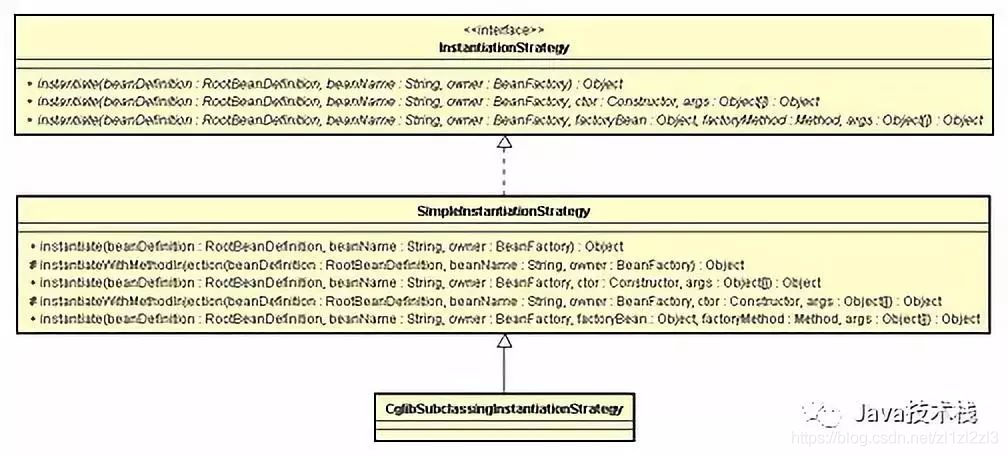 <<interface>>
InstantiationStrategy
+ instantiate(beanDefinition : RootBeanDefinition, beanName : String, owner : BeanFactory) : Object
+ instantiate(beanDefinition : RootBeanDefinition, beanName : String, owner : BeanFactory, ctor : Constructor, args : Object[]) : Object
+ instantiate(beanDefinition : RootBeanDefinition, beanName : String, owner : BeanFactory, factoryBean : Object, factoryMethod : Method, args : Object[]) : Object
SimpleInstantiationStrategy
+ instantiate(beanDefinition : RootBeanDefinition, beanName : String, owner : BeanFactory) : Object
# instantiateWithMethodInjection(beanDefinition : RootBeanDefinition, beanName : String, owner : BeanFactory) : Object
+ instantiate(beanDefinition : RootBeanDefinition, beanName : String, owner : BeanFactory, ctor : Constructor, args : Object[]) : Object
# instantiateWithMethodInjection(beanDefinition : RootBeanDefinition, beanName : String, owner : BeanFactory, ctor : Constructor, args : Object[]) : Object
+ instantiate(beanDefinition : RootBeanDefinition, beanName : String, owner : BeanFactory, factoryBean : Object, factoryMethod : Method, args : Object[]) : Object
CglibSubclassingInstantiationStrategy
Java技术栈
https://blog.csdn.net/zl1zl2zl3